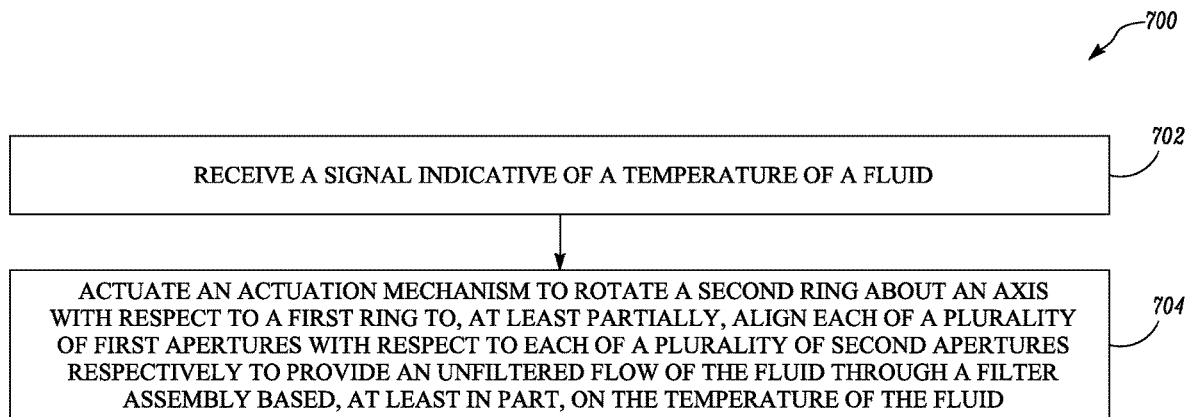 700
702
RECEIVE A SIGNAL INDICATIVE OF A TEMPERATURE OF A FLUID
ACTUATE AN ACTUATION MECHANISM TO ROTATE A SECOND RING ABOUT AN AXIS
WITH RESPECT TO A FIRST RING TO, AT LEAST PARTIALLY, ALIGN EACH OF A PLURALITY
OF FIRST APERTURES WITH RESPECT TO EACH OF A PLURALITY OF SECOND APERTURES
RESPECTIVELY TO PROVIDE AN UNFILTERED FLOW OF THE FLUID THROUGH A FILTER
ASSEMBLY BASED, AT LEAST IN PART, ON THE TEMPERATURE OF THE FLUID
704